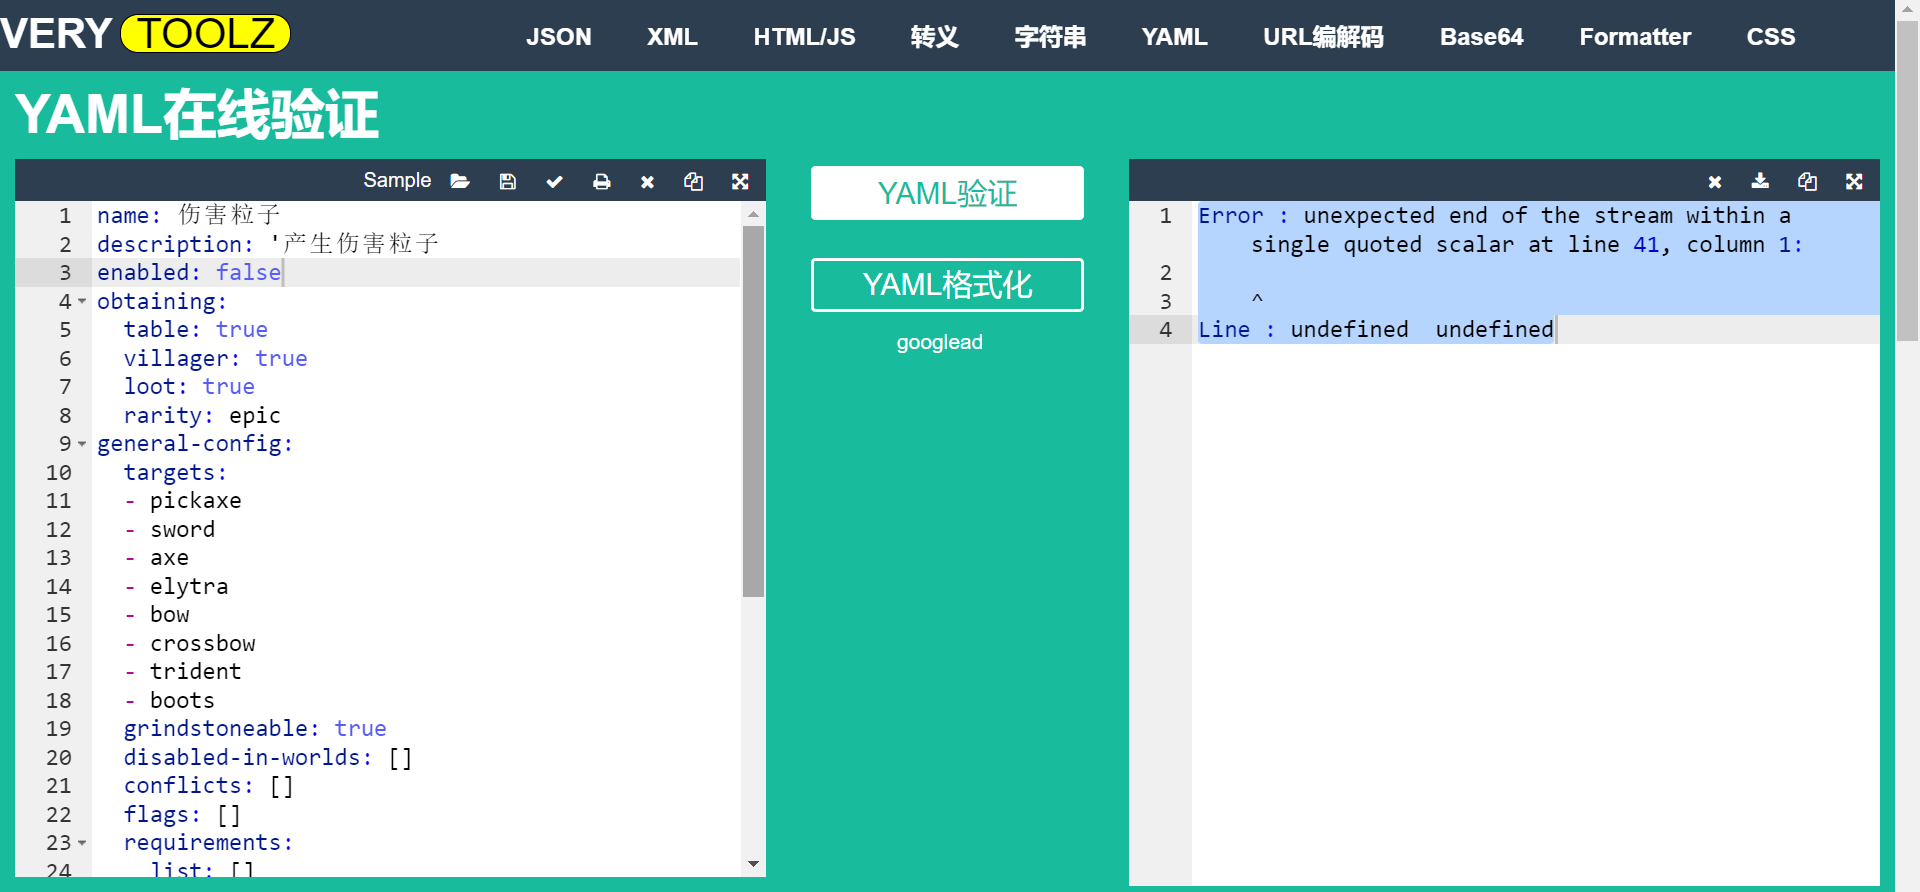 VERY TOOLZ
JSON XML HTML/JS 转义 字符串 YAML URL编解码 Base64 Formatter CSS
YAML在线验证
Sample
1 name: 伤害粒子
2 description: '产生伤害粒子
3 enabled: false
4 obtaining:
5 table: true
6 villager: true
7 loot: true
8 rarity: epic
9 general-config:
10 targets:
11 - pickaxe
12 - sword
13 - axe
14 - elytra
15 - bow
16 - crossbow
17 - trident
18 - boots
19 grindstoneable: true
20 disabled-in-worlds: []
21 conflicts: []
22 flags: []
23 requirements:
24 list: []
YAML验证
YAML格式化
googlead
1 Error : unexpected end of the stream within a
single quoted scalar at line 41, column 1:
2
3 ^
4 Line : undefined  undefined